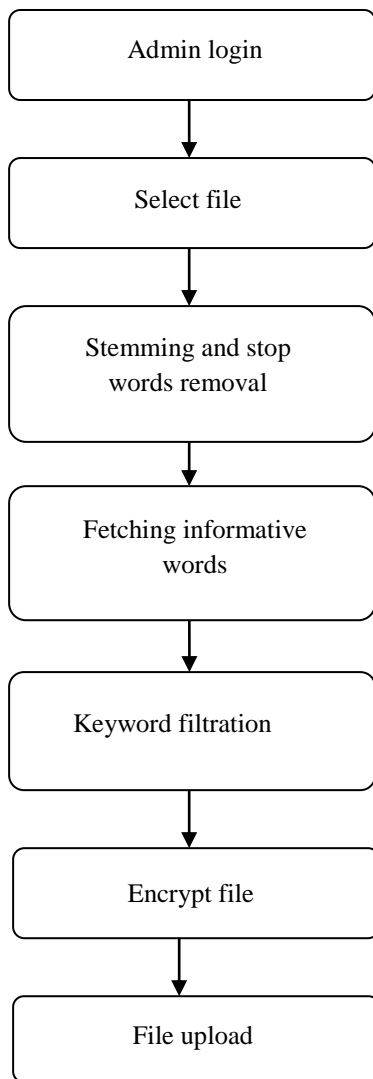 Admin login
Select file
Stemming and stop
words removal
Fetching informative
words
Keyword filtration
Encrypt file
File upload